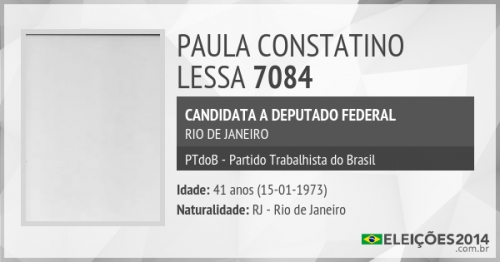 PAULA CONSTATINO
LESSA 7084
CANDIDATA A DEPUTADO FEDERAL
RIO DE JANEIRO
PTdoB - Partido Trabalhista do Brasil
Idade: 41 anos (15-01-1973)
Naturalidade: RJ - Rio de Janeiro
ELEIÇÕES2014
.com.br